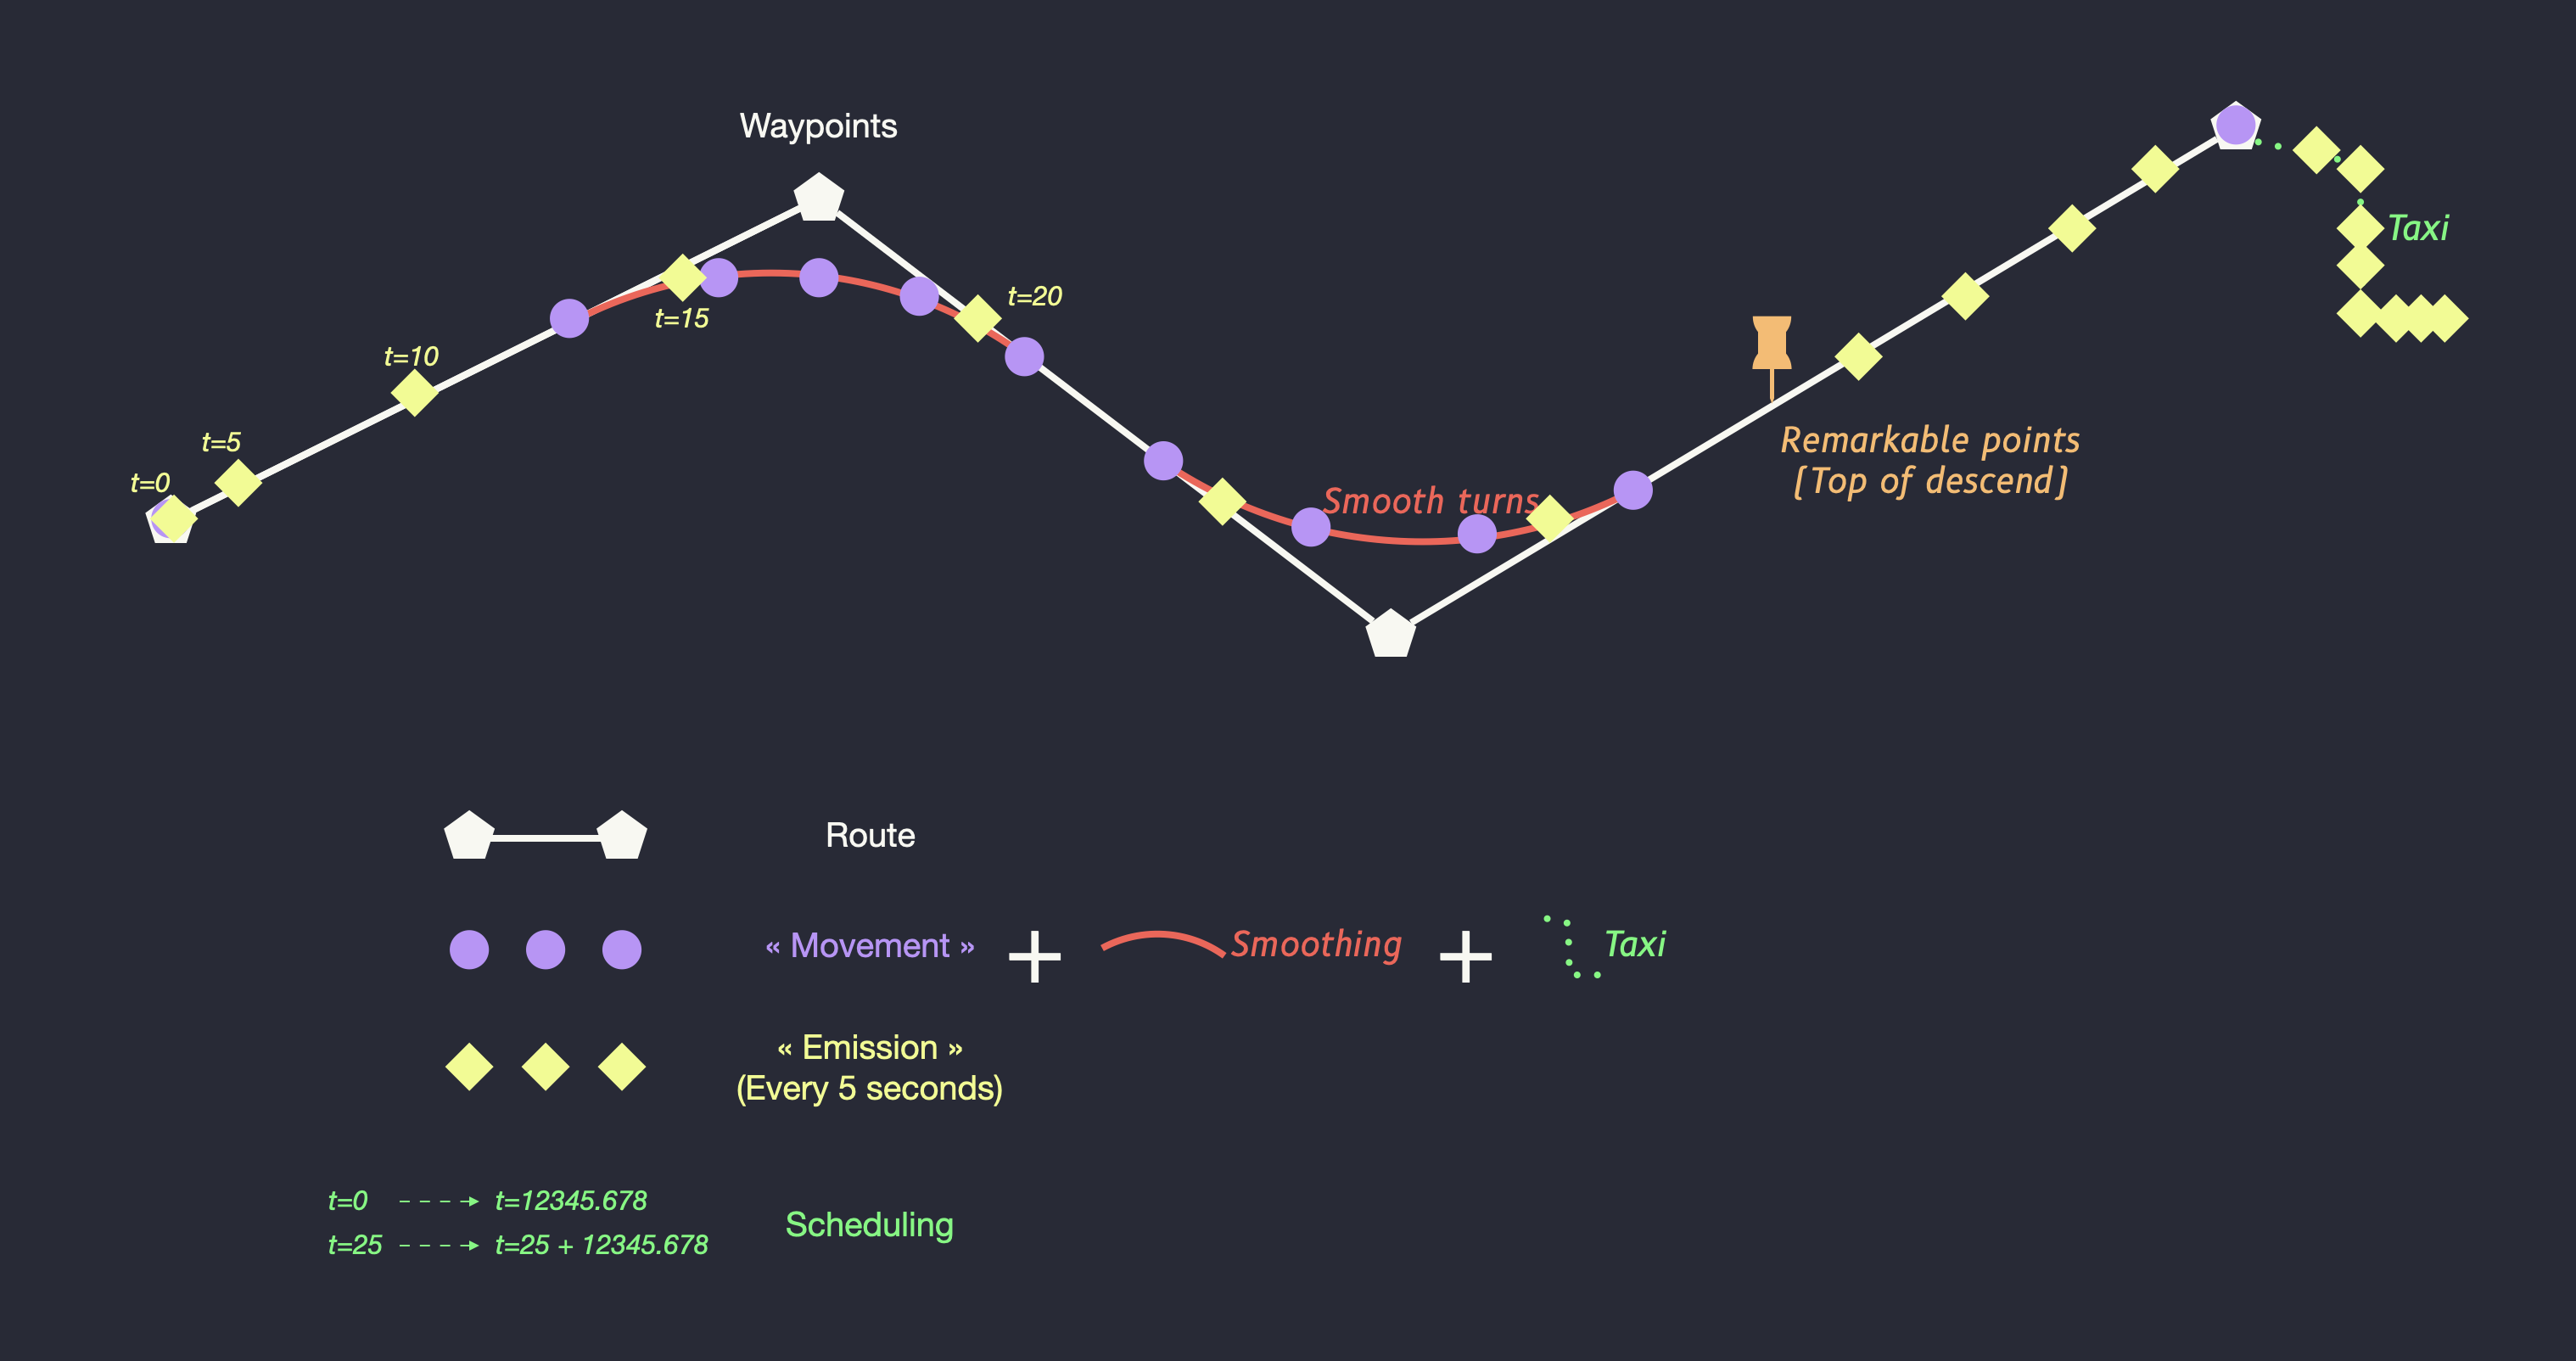 Waypoints
t=0
t=5
t=10
t=15
t=20
Smooth turns
Remarkable points
(Top of descend)
Taxi
Route
« Movement »
Smoothing
Taxi
« Emission »
(Every 5 seconds)
t=0 t=12345.678
t=25 t=25 + 12345.678
Scheduling